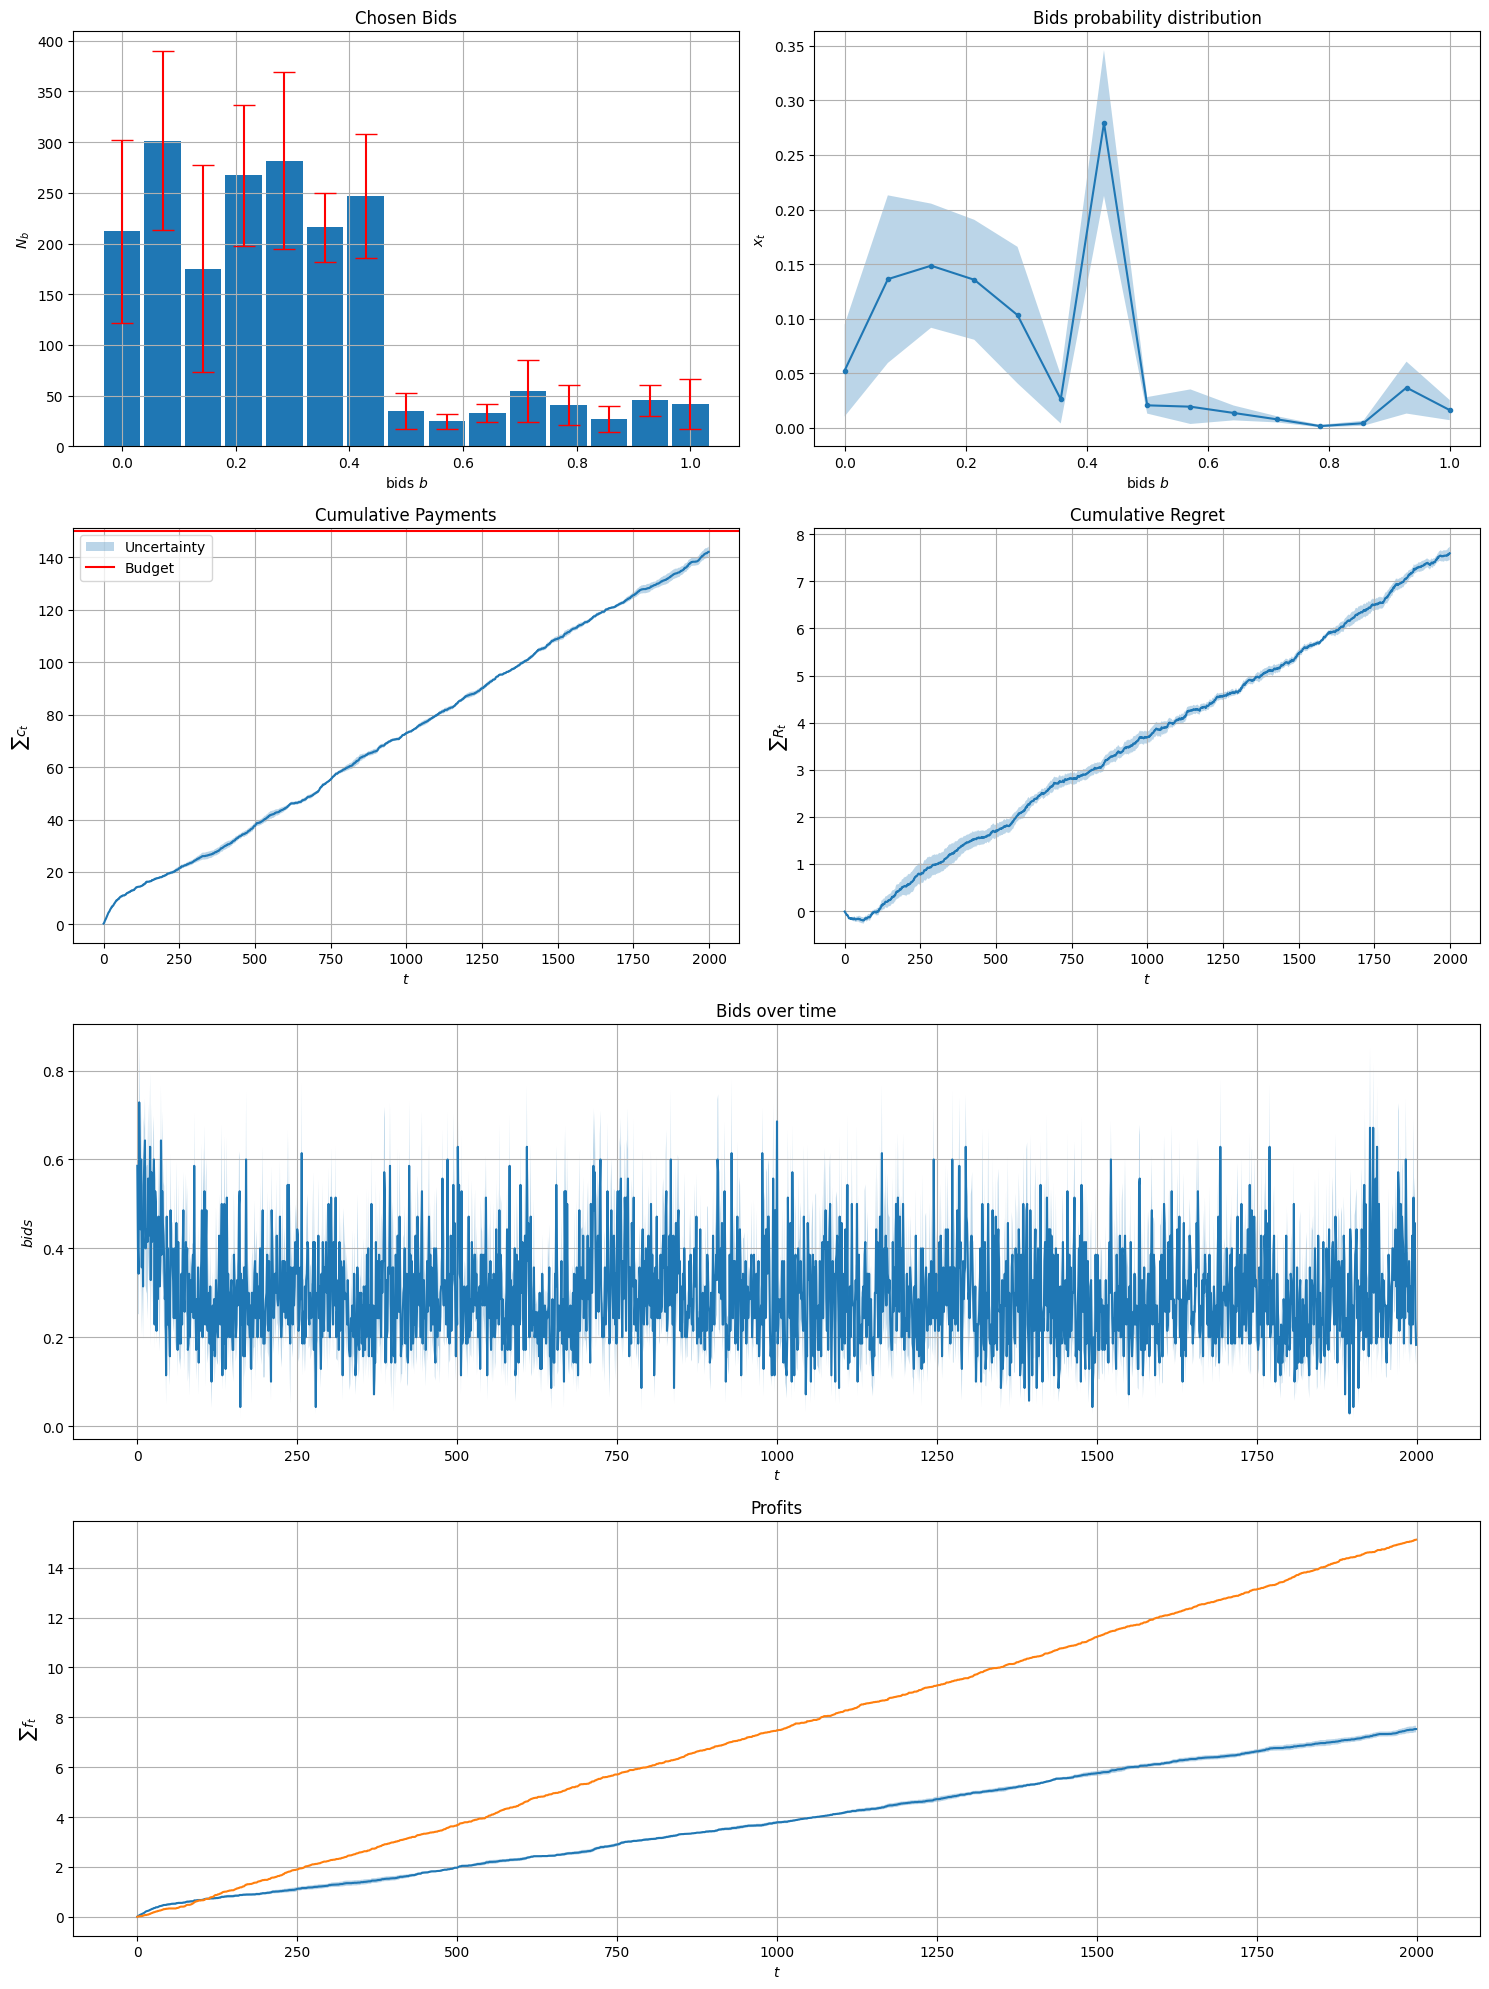 Chosen Bids
400
350
300
250
200
150
100
50
0
N_b
0.0 0.2 0.4 0.6 0.8 1.0
bids b
Bids probability distribution
0.35
0.30
0.25
0.20
0.15
0.10
0.05
0.00
x_t
0.0 0.2 0.4 0.6 0.8 1.0
bids b
Cumulative Payments
Uncertainty
Budget
140
120
100
80
60
40
20
0
∑c_t
0 250 500 750 1000 1250 1500 1750 2000
t
Cumulative Regret
8
7
6
5
4
3
2
1
0
∑R_t
0 250 500 750 1000 1250 1500 1750 2000
t
Bids over time
0.8
0.6
0.4
0.2
0.0
bids
0 250 500 750 1000 1250 1500 1750 2000
t
Profits
14
12
10
8
6
4
2
0
∑f_t
0 250 500 750 1000 1250 1500 1750 2000
t